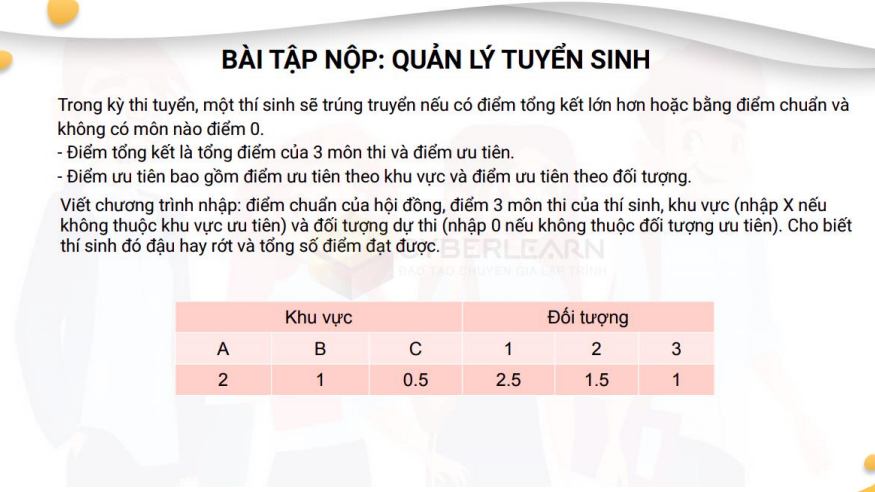 BÀI TẬP NỘP: QUẢN LÝ TUYỂN SINH
Trong kỳ thi tuyển, một thí sinh sẽ trúng truyển nếu có điểm tổng kết lớn hơn hoặc bằng điểm chuẩn và
không có môn nào điểm 0.
- Điểm tổng kết là tổng điểm của 3 môn thi và điểm ưu tiên.
- Điểm ưu tiên bao gồm điểm ưu tiên theo khu vực và điểm ưu tiên theo đối tượng.
Viết chương trình nhập: điểm chuẩn của hội đồng, điểm 3 môn thi của thí sinh, khu vực (nhập X nếu
không thuộc khu vực ưu tiên) và đối tượng dự thi (nhập 0 nếu không thuộc đối tượng ưu tiên). Cho biết
thí sinh đó đậu hay rớt và tổng số điểm đạt được.
CYBERLEARN
ĐÀO TẠO CHUYÊN GIA LẬP TRÌNH
Khu vực Đối tượng
A B C 1 2 3
2 1 0.5 2.5 1.5 1